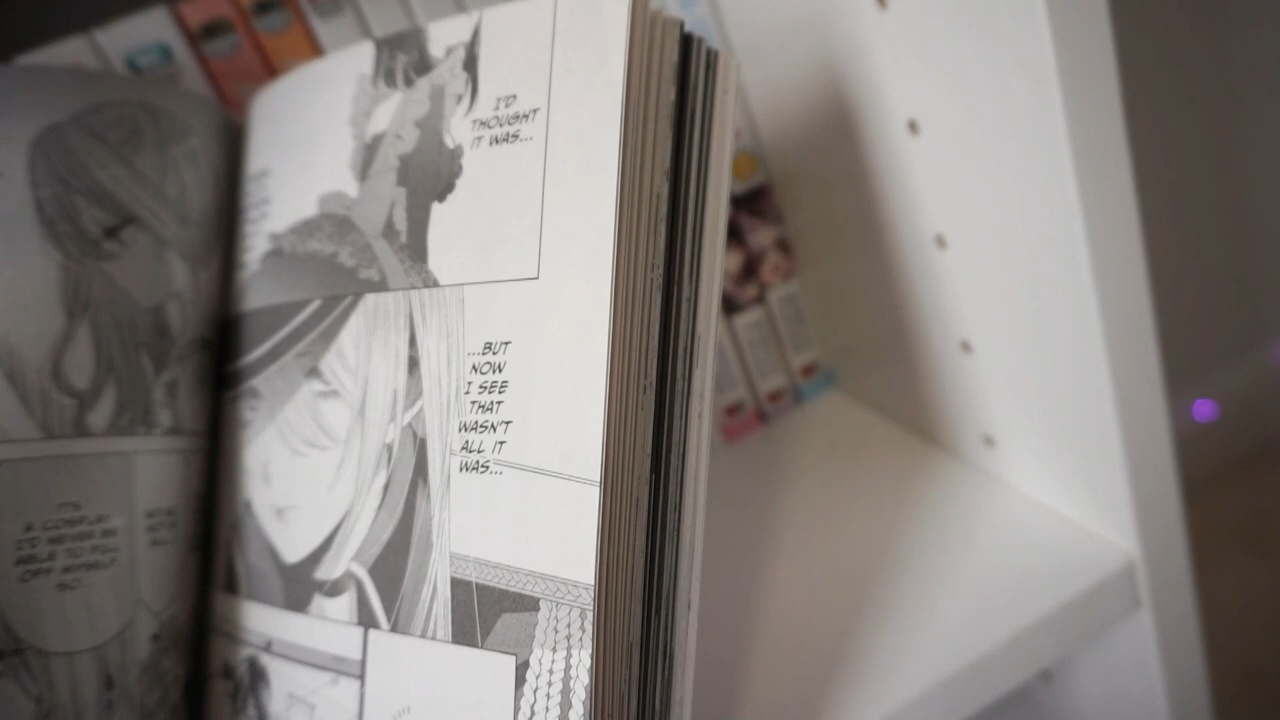 I'D
THOUGHT
IT WAS...
...BUT
NOW
I SEE
THAT
WASN'T
ALL IT
WAS...
IT'S
A COSPLAY
I'D NEVER BE
ABLE TO PULL
OFF MYSELF,
SO...